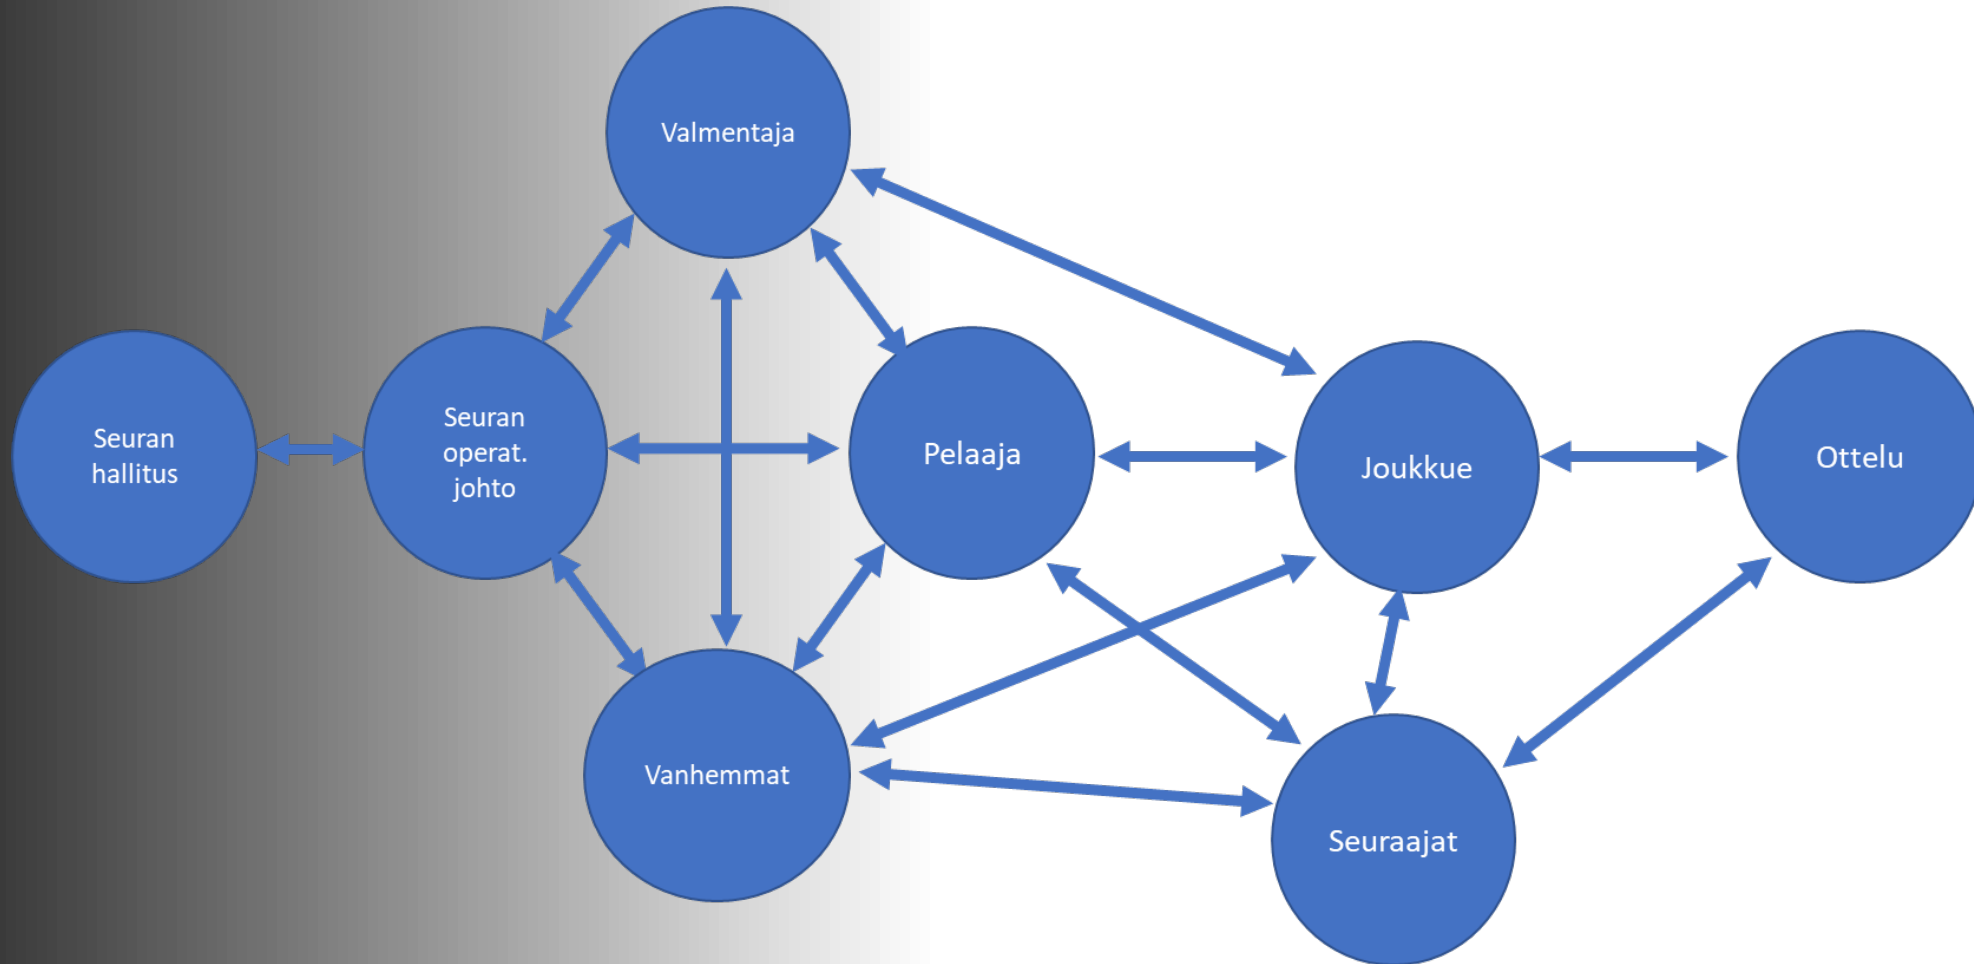 Valmentaja
Seuran
hallitus
Seuran
operat.
johto
Pelaaja
Joukkue
Ottelu
Vanhemmat
Seuraajat